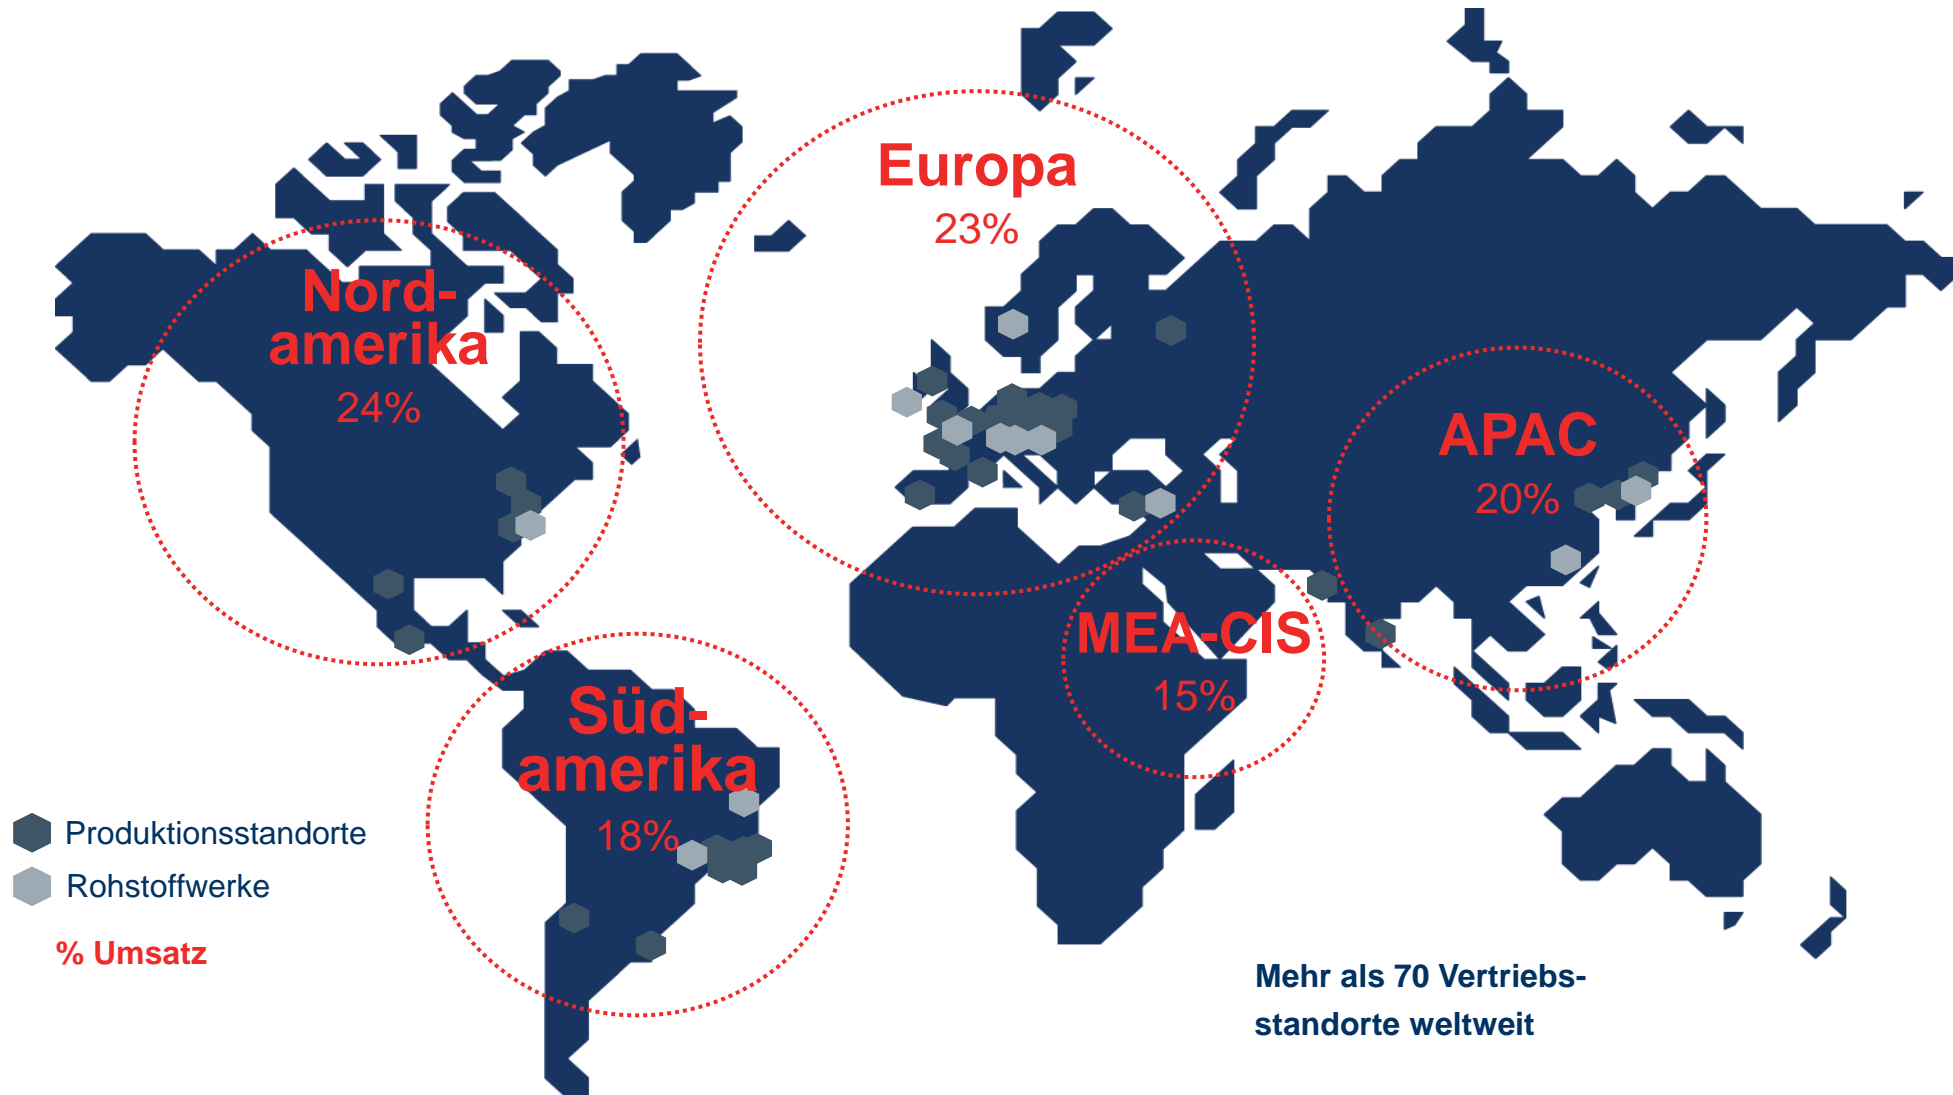 Europa
23%
Nord-
amerika
24%
APAC
20%
MEA-CIS
15%
Süd-
amerika
18%
Produktionsstandorte
Rohstoffwerke
% Umsatz
Mehr als 70 Vertriebs-
standorte weltweit